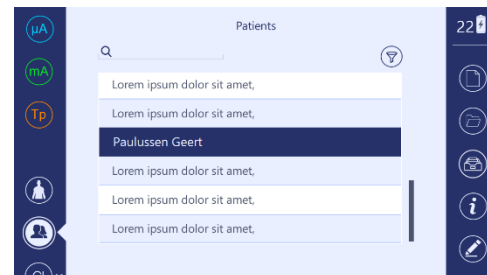 µA
Patients
22
mA
Lorem ipsum dolor sit amet,
Tp
Lorem ipsum dolor sit amet,
Paulussen Geert
Lorem ipsum dolor sit amet,
Lorem ipsum dolor sit amet,
Lorem ipsum dolor sit amet,
i